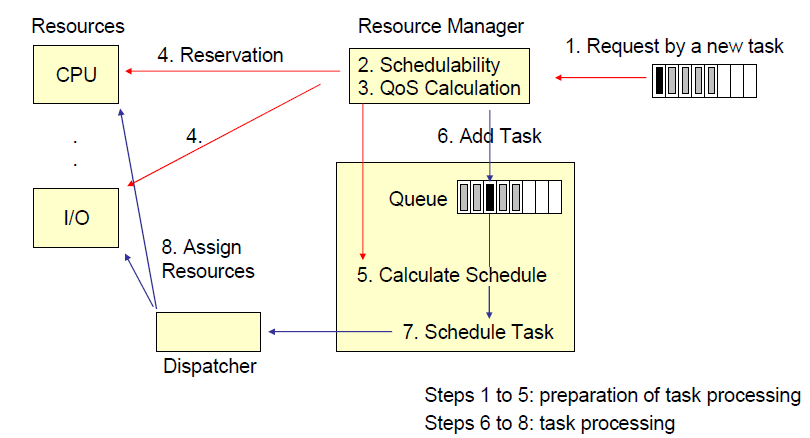 Resources
Resource Manager
4. Reservation
1. Request by a new task
CPU
2. Schedulability
3. QoS Calculation
4.
6. Add Task
.
.
I/O
Queue
8. Assign
Resources
5. Calculate Schedule
7. Schedule Task
Dispatcher
Steps 1 to 5: preparation of task processing
Steps 6 to 8: task processing